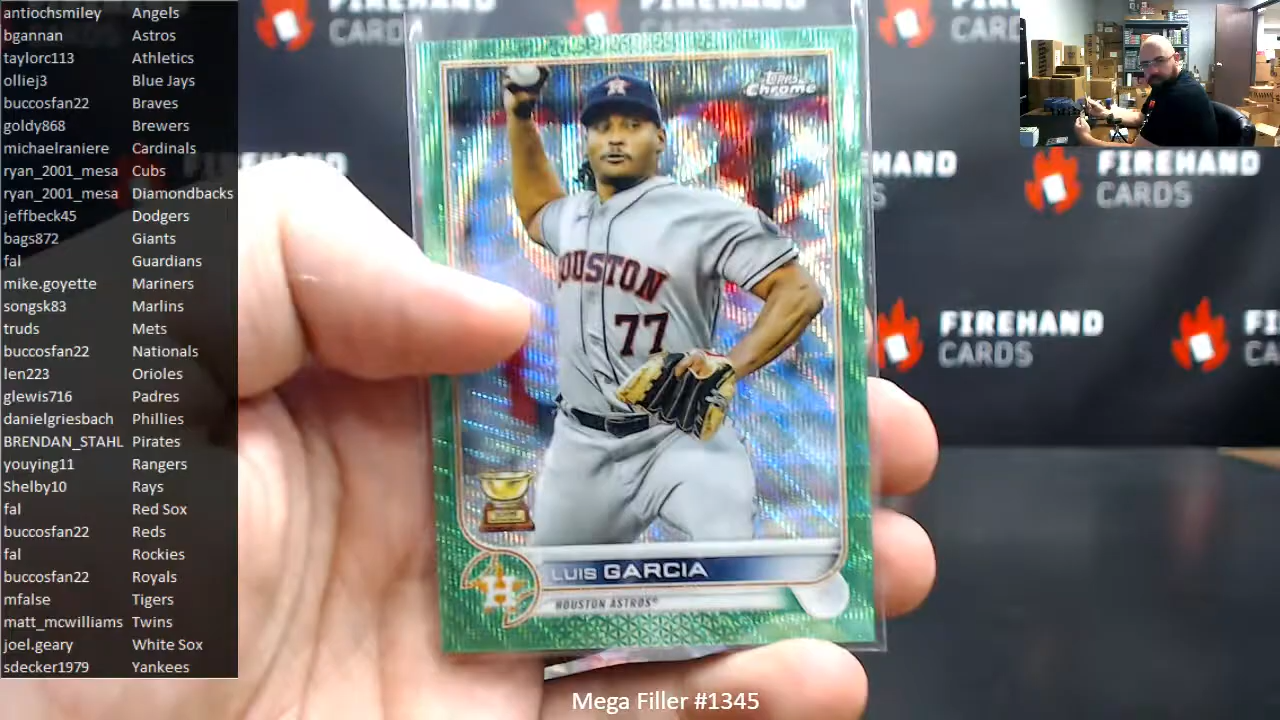 antiochsmiley Angels
bgannan Astros
taylorc113 Athletics
olliej3 Blue Jays
buccosfan22 Braves
goldy868 Brewers
michaelraniere Cardinals
ryan_2001_mesa Cubs
ryan_2001_mesa Diamondbacks
jeffbeck45 Dodgers
bags872 Giants
fal Guardians
mike.goyette Mariners
songsk83 Marlins
truds Mets
buccosfan22 Nationals
len223 Orioles
glewis716 Padres
danielgriesbach Phillies
BRENDAN_STAHL Pirates
youying11 Rangers
Shelby10 Rays
fal Red Sox
buccosfan22 Reds
fal Rockies
buccosfan22 Royals
mfalse Tigers
matt_mcwilliams Twins
joel.geary White Sox
sdecker1979 Yankees
Topps
Chrome
HOUSTON
77
LUIS GARCIA
HOUSTON ASTROS®
FIREHAND
CARDS
FIREHAND
CARDS
Mega Filler #1345